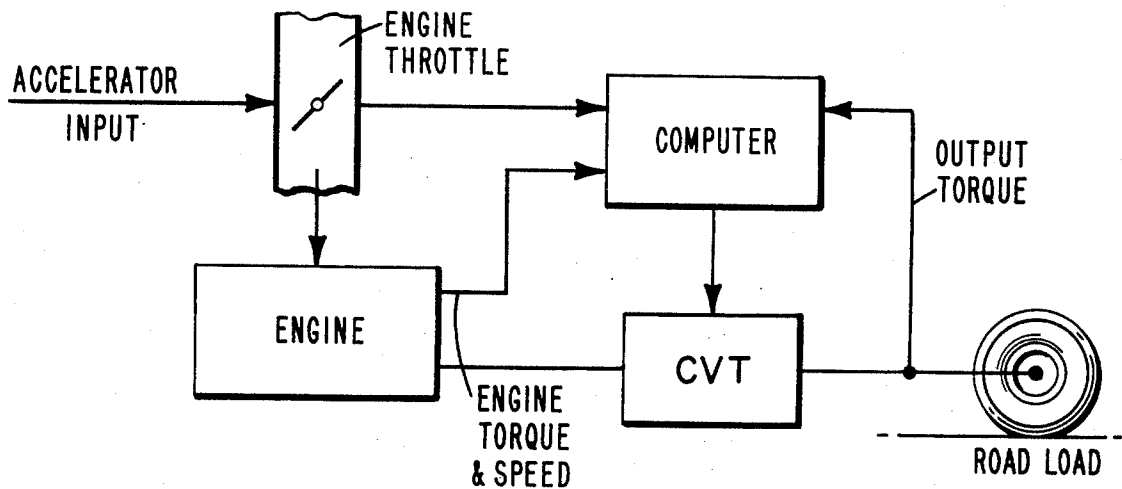 ENGINE
THROTTLE
ACCELERATOR
INPUT
COMPUTER
OUTPUT
TORQUE
ENGINE
CVT
ENGINE
TORQUE
& SPEED
ROAD LOAD